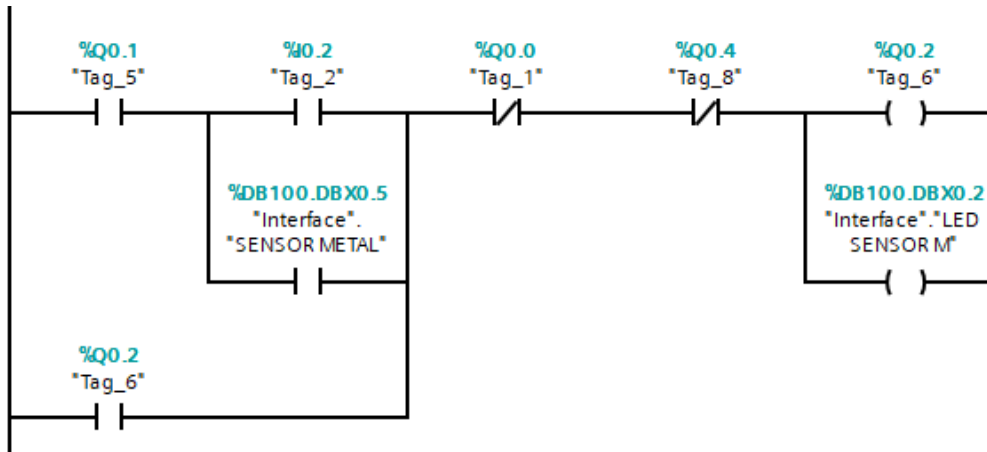 %Q0.1
"Tag_5"
%I0.2
"Tag_2"
%Q0.0
"Tag_1"
%Q0.4
"Tag_8"
%Q0.2
"Tag_6"
%DB100.DBX0.5
"Interface".
"SENSOR METAL"
%DB100.DBX0.2
"Interface"."LED
SENSOR M"
%Q0.2
"Tag_6"